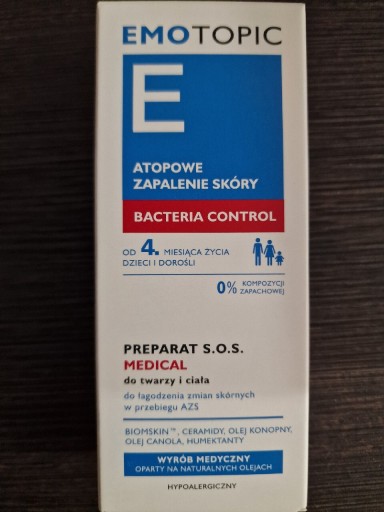 EMOTOPIC
E
ATOPOWE
ZAPALENIE SKÓRY
BACTERIA CONTROL
OD 4. MIESIĄCA ŻYCIA
DZIECI I DOROŚLI
0% KOMPOZYCJI
ZAPACHOWEJ
PREPARAT S.O.S.
MEDICAL
do twarzy i ciała
do łagodzenia zmian skórnych
w przebiegu AZS
BIOMSKIN™, CERAMIDY, OLEJ KONOPNY,
OLEJ CANOLA, HUMEKTANTY
WYRÓB MEDYCZNY
OPARTY NA NATURALNYCH OLEJACH
HYPOALERGICZNY